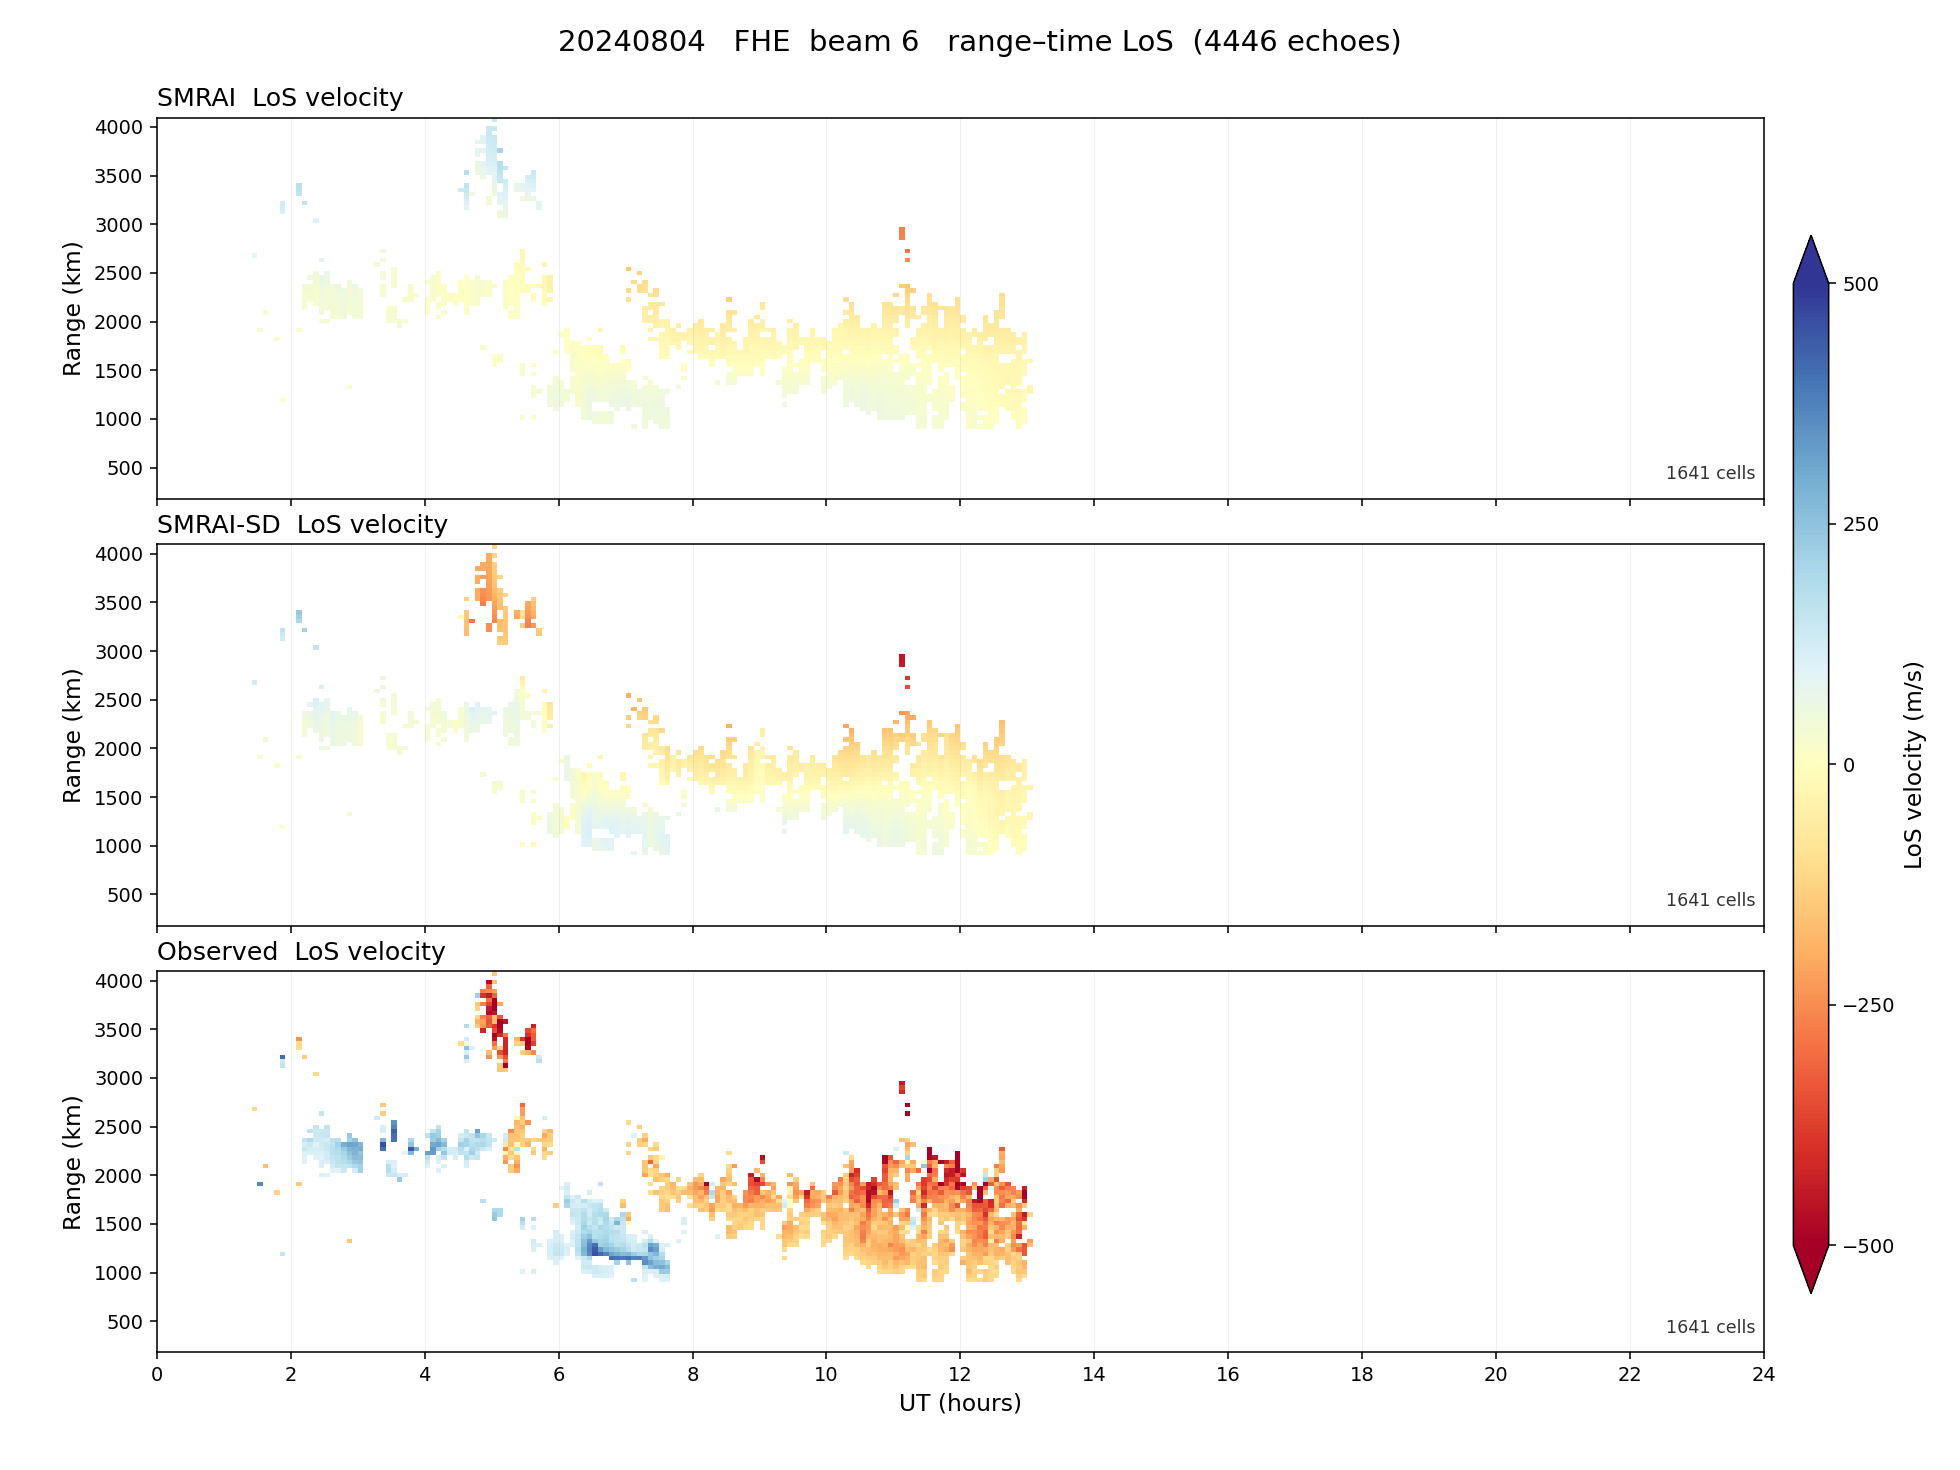 20240804   FHE  beam 6   range–time LoS  (4446 echoes)
SMRAI  LoS velocity
4000
3500
3000
2500
2000
1500
1000
500
Range (km)
1641 cells
SMRAI-SD  LoS velocity
4000
3500
3000
2500
2000
1500
1000
500
Range (km)
1641 cells
Observed  LoS velocity
4000
3500
3000
2500
2000
1500
1000
500
Range (km)
1641 cells
0 2 4 6 8 10 12 14 16 18 20 22 24
UT (hours)
500
250
0
−250
−500
LoS velocity (m/s)